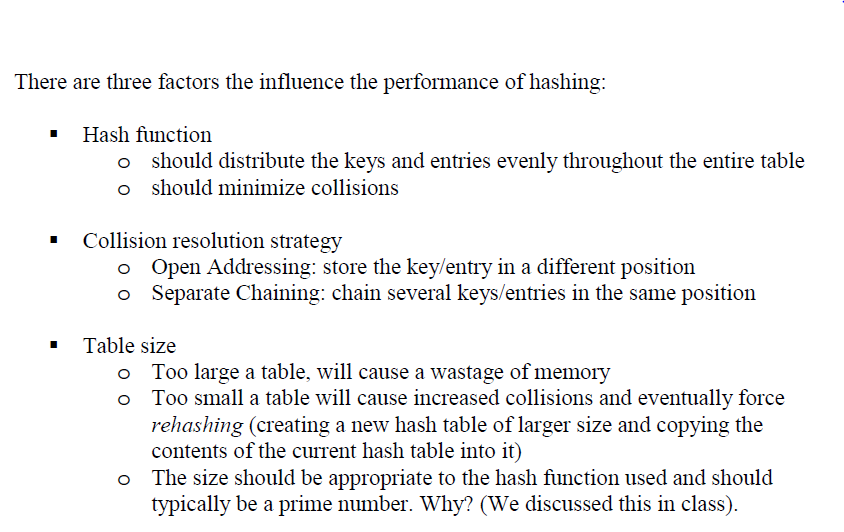 There are three factors the influence the performance of hashing:
▪ Hash function
o should distribute the keys and entries evenly throughout the entire table
o should minimize collisions
▪ Collision resolution strategy
o Open Addressing: store the key/entry in a different position
o Separate Chaining: chain several keys/entries in the same position
▪ Table size
o Too large a table, will cause a wastage of memory
o Too small a table will cause increased collisions and eventually force
rehashing (creating a new hash table of larger size and copying the
contents of the current hash table into it)
o The size should be appropriate to the hash function used and should
typically be a prime number. Why? (We discussed this in class).